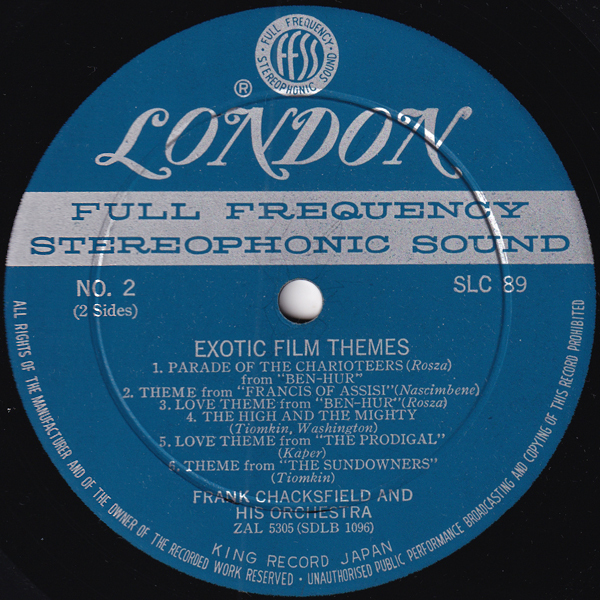 FULL FREQUENCY • STEREOPHONIC SOUND •
FFSS
®
LONDON
FULL FREQUENCY
STEREOPHONIC SOUND
NO. 2
(2 Sides)
SLC 89
EXOTIC FILM THEMES
1. PARADE OF THE CHARIOTEERS (Rosza)
from "BEN-HUR"
2. THEME from "FRANCIS OF ASSISI" (Nascimbene)
3. LOVE THEME from "BEN-HUR" (Rosza)
4. THE HIGH AND THE MIGHTY
(Tiomkin, Washington)
5. LOVE THEME from "THE PRODIGAL"
(Kaper)
6. THEME from "THE SUNDOWNERS"
(Tiomkin)
FRANK CHACKSFIELD AND
HIS ORCHESTRA
ZAL 5305 (SDLB 1096)
KING RECORD JAPAN
ALL RIGHTS OF THE MANUFACTURER AND OF THE OWNER OF THE RECORDED WORK RESERVED • UNAUTHORISED PUBLIC PERFORMANCE BROADCASTING AND COPYING OF THIS RECORD PROHIBITED